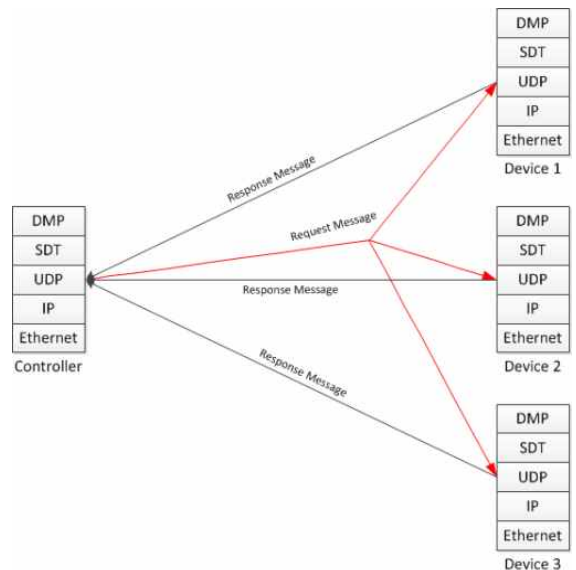 DMP
SDT
UDP
IP
Ethernet
Device 1
Response Message
Request Message
DMP
SDT
UDP
IP
Ethernet
Controller
Response Message
DMP
SDT
UDP
IP
Ethernet
Device 2
Response Message
DMP
SDT
UDP
IP
Ethernet
Device 3